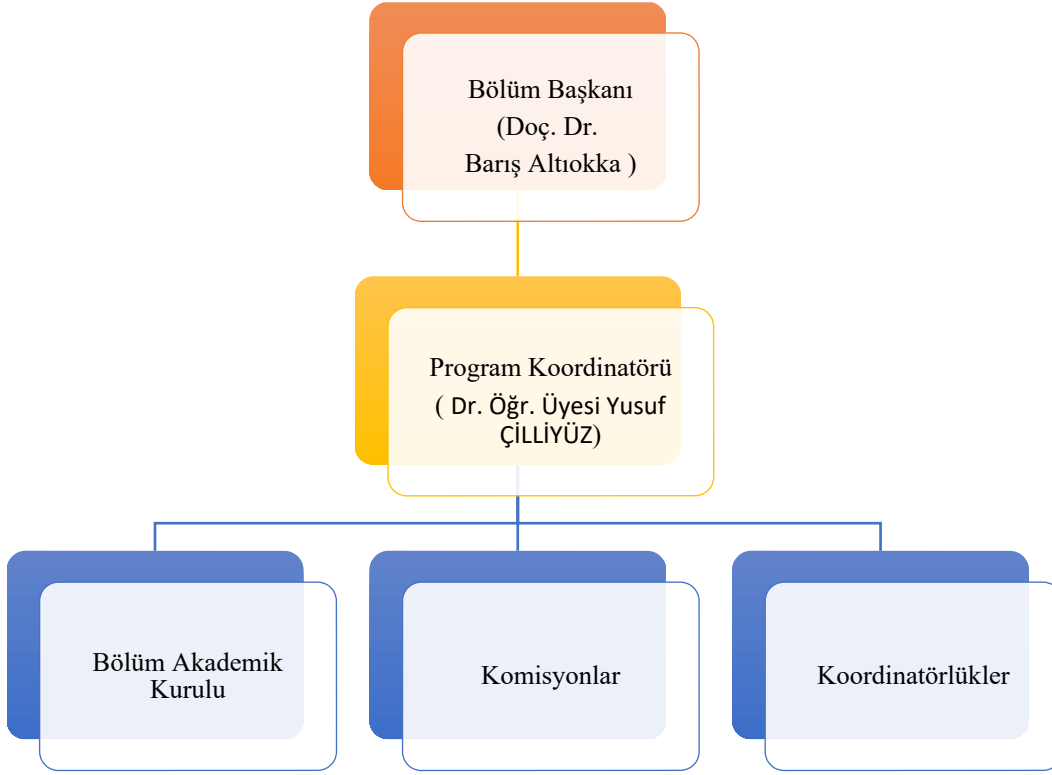 Bölüm Başkanı
(Doç. Dr.
Barış Altıokka )
Program Koordinatörü
( Dr. Öğr. Üyesi Yusuf
ÇİLLİYÜZ)
Bölüm Akademik
Kurulu
Komisyonlar
Koordinatörlükler